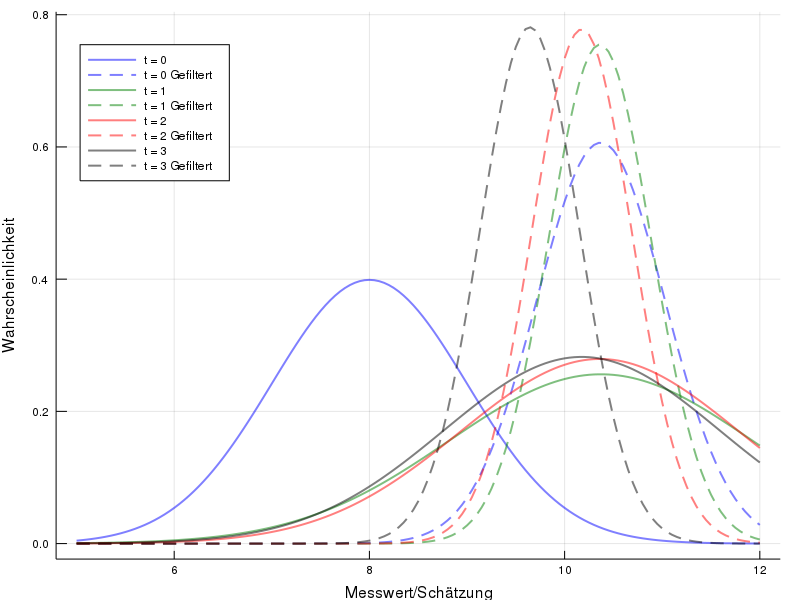 0.8
t = 0
t = 0 Gefiltert
t = 1
t = 1 Gefiltert
t = 2
t = 2 Gefiltert
t = 3
t = 3 Gefiltert
0.6
Wahrscheinlichkeit
0.4
0.2
0.0
6 8 10 12
Messwert/Schätzung